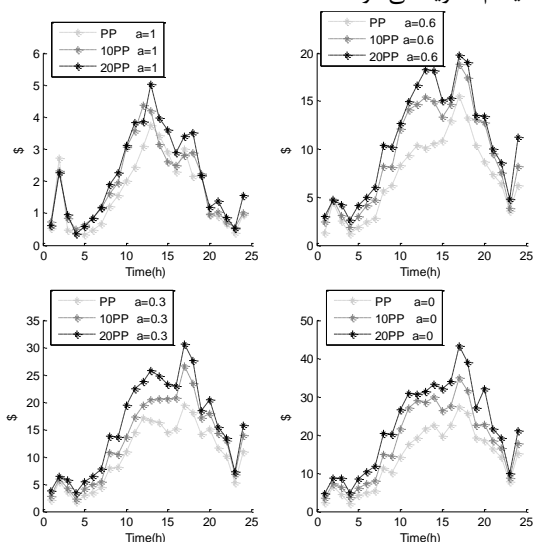 PP a=1
10PP a=1
20PP a=1
6
5
4
3
2
1
0
$
0 5 10 15 20 25
Time(h)
PP a=0.6
10PP a=0.6
20PP a=0.6
20
15
10
5
0
$
0 5 10 15 20 25
Time(h)
PP a=0.3
10PP a=0.3
20PP a=0.3
35
30
25
20
15
10
5
0
$
0 5 10 15 20 25
Time(h)
PP a=0
10PP a=0
20PP a=0
50
40
30
20
10
0
$
0 5 10 15 20 25
Time(h)